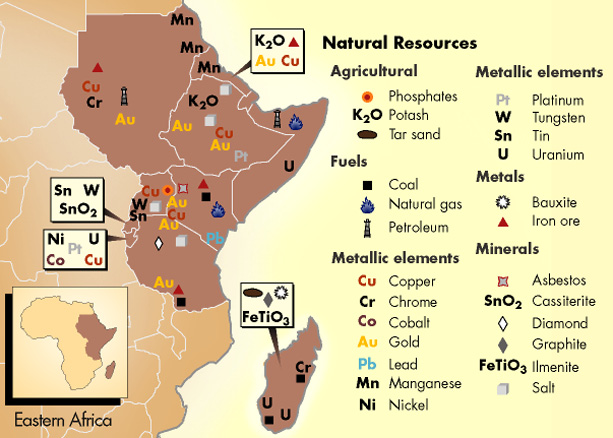 Mn
Mn
Mn
K2O
Au Cu
Cu
Cr
Au
K2O
Au
Cu
Au
Pt
U
Sn W
SnO2
Cu
Au
W
Sn
Cu
Au
Ni U
Pt
Co Cu
Pb
Au
FeTiO3
Cr
U
U
Eastern Africa
Natural Resources
Agricultural
Phosphates
K2O Potash
Tar sand
Fuels
Coal
Natural gas
Petroleum
Metallic elements
Cu Copper
Cr Chrome
Co Cobalt
Au Gold
Pb Lead
Mn Manganese
Ni Nickel
Metallic elements
Pt Platinum
W Tungsten
Sn Tin
U Uranium
Metals
Bauxite
Iron ore
Minerals
Asbestos
SnO2 Cassiterite
Diamond
Graphite
FeTiO3 Ilmenite
Salt